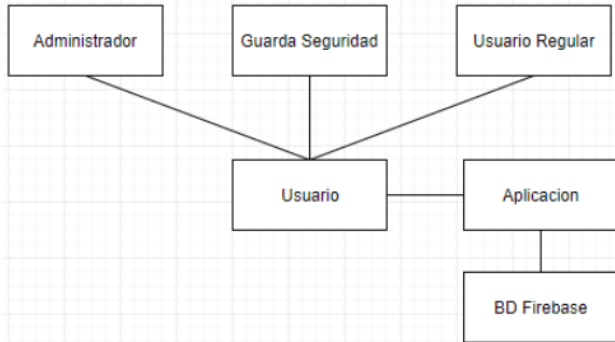 Administrador
Guarda Seguridad
Usuario Regular
Usuario
Aplicacion
BD Firebase